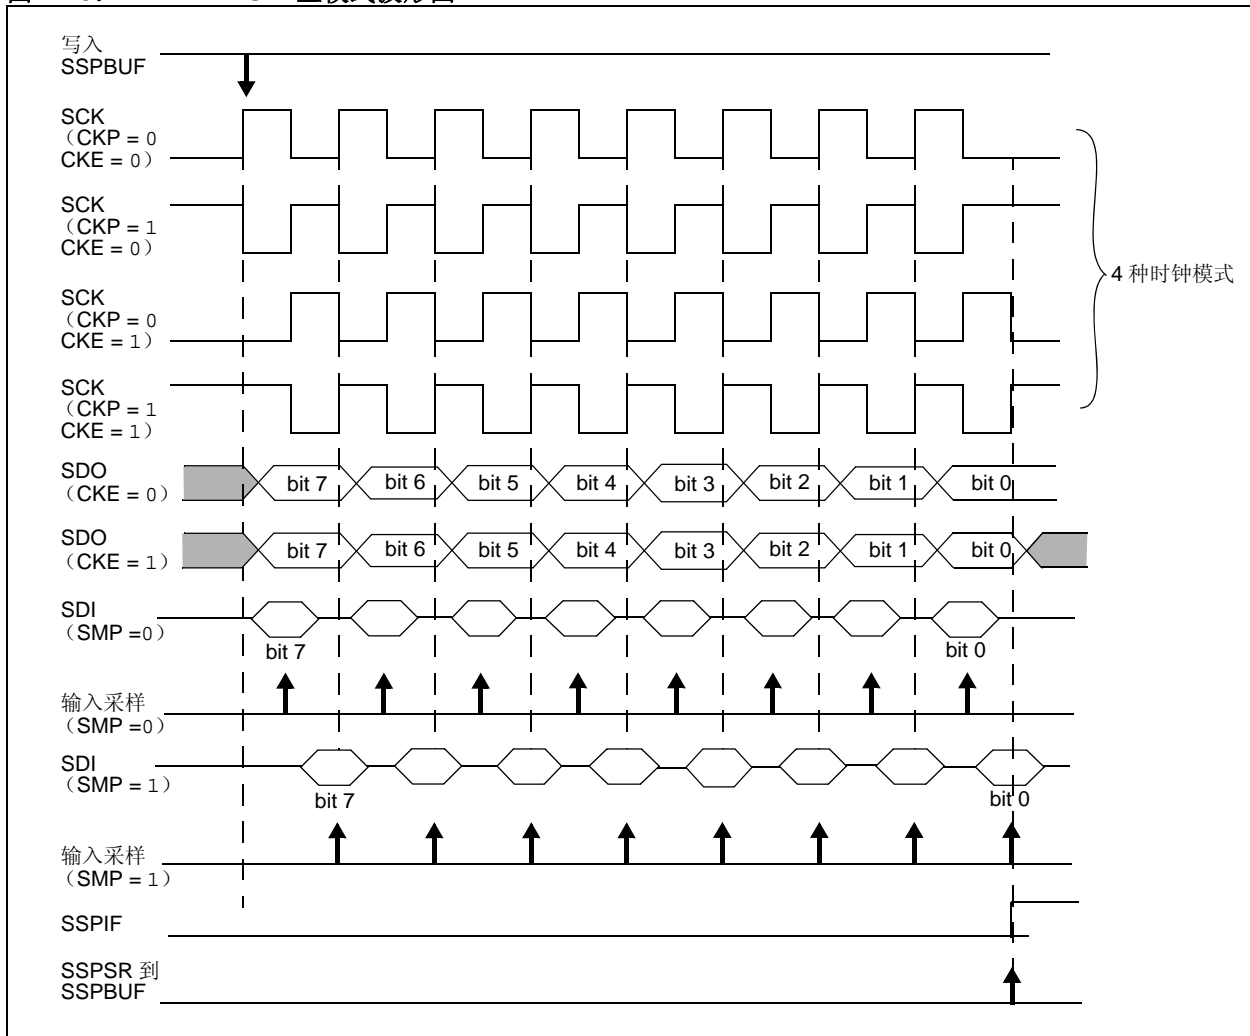 写入
SSPBUF
SCK
（CKP = 0
CKE = 0）
SCK
（CKP = 1
CKE = 0）
SCK
（CKP = 0
CKE = 1）
SCK
（CKP = 1
CKE = 1）
4 种时钟模式
SDO
（CKE = 0）
bit 7 bit 6 bit 5 bit 4 bit 3 bit 2 bit 1 bit 0
SDO
（CKE = 1）
bit 7 bit 6 bit 5 bit 4 bit 3 bit 2 bit 1 bit 0
SDI
（SMP =0）
bit 7 bit 0
输入采样
（SMP =0）
SDI
（SMP = 1）
bit 7 bit 0
输入采样
（SMP = 1）
SSPIF
SSPSR 到
SSPBUF